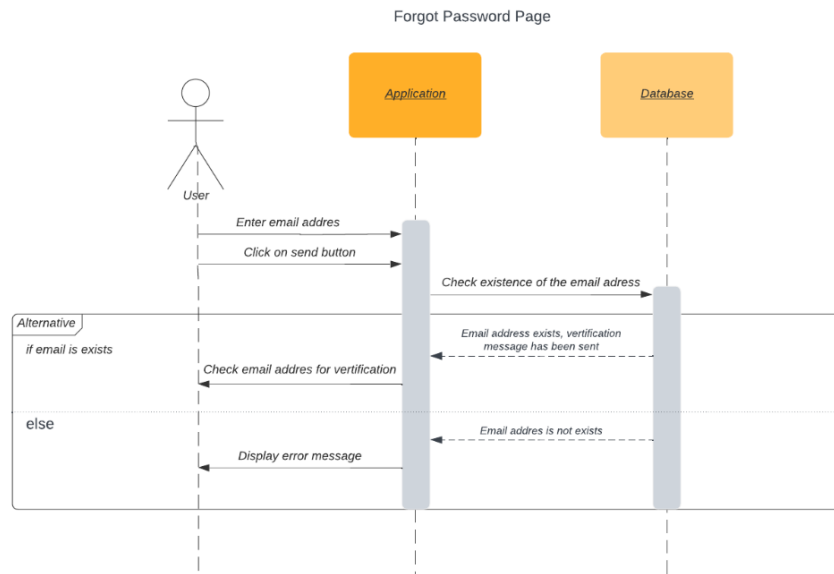 Forgot Password Page
Application
Database
User
Enter email addres
Click on send button
Check existence of the email adress
Alternative
if email is exists
Email address exists, vertification
message has been sent
Check email addres for vertification
else
Email addres is not exists
Display error message